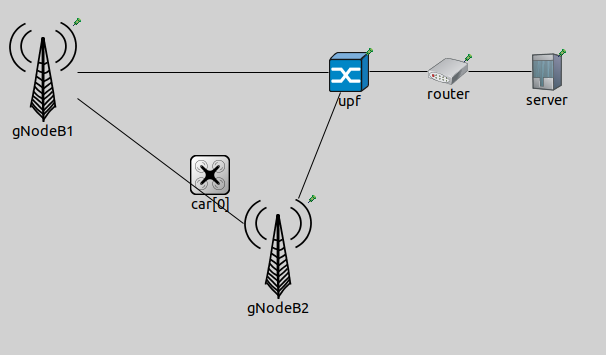 gNodeB1
upf
router
server
car[0]
gNodeB2